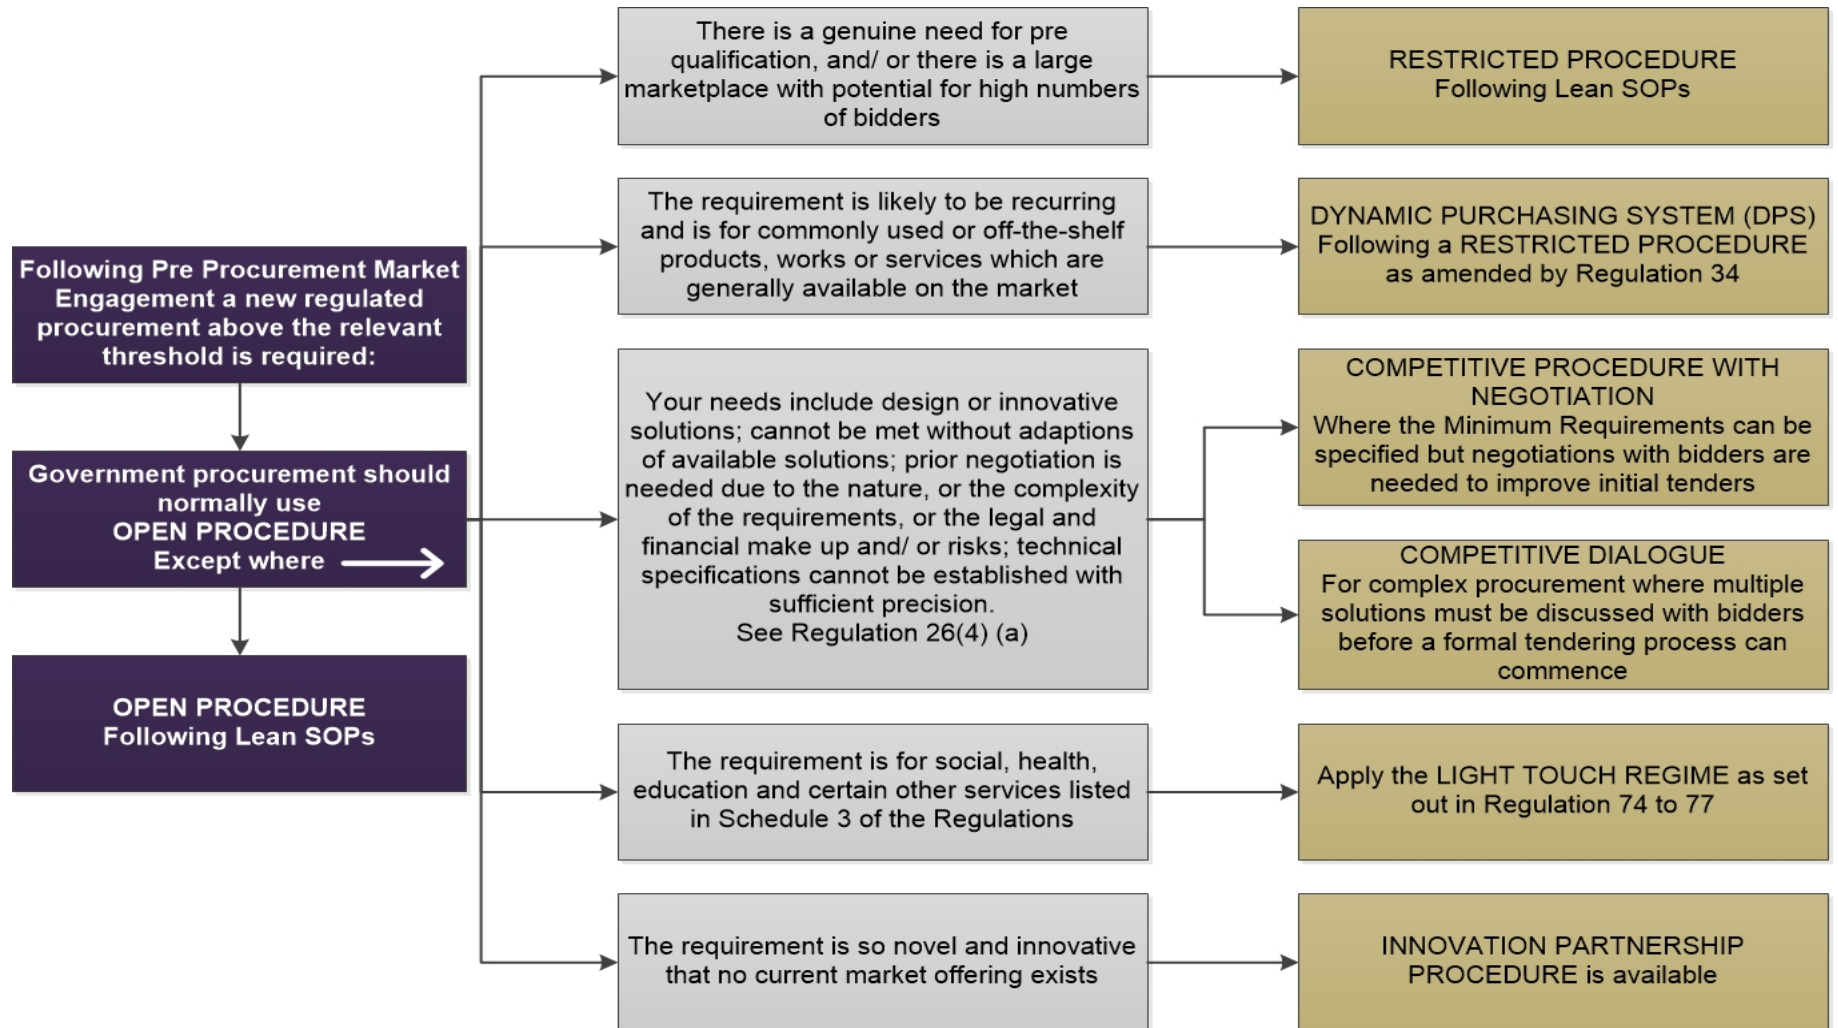 Following Pre Procurement Market
Engagement a new regulated
procurement above the relevant
threshold is required:
Government procurement should
normally use
OPEN PROCEDURE
Except where
OPEN PROCEDURE
Following Lean SOPs
There is a genuine need for pre
qualification, and/ or there is a large
marketplace with potential for high numbers
of bidders
RESTRICTED PROCEDURE
Following Lean SOPs
The requirement is likely to be recurring
and is for commonly used or off-the-shelf
products, works or services which are
generally available on the market
DYNAMIC PURCHASING SYSTEM (DPS)
Following a RESTRICTED PROCEDURE
as amended by Regulation 34
Your needs include design or innovative
solutions; cannot be met without adaptions
of available solutions; prior negotiation is
needed due to the nature, or the complexity
of the requirements, or the legal and
financial make up and/ or risks; technical
specifications cannot be established with
sufficient precision.
See Regulation 26(4) (a)
COMPETITIVE PROCEDURE WITH
NEGOTIATION
Where the Minimum Requirements can be
specified but negotiations with bidders are
needed to improve initial tenders
COMPETITIVE DIALOGUE
For complex procurement where multiple
solutions must be discussed with bidders
before a formal tendering process can
commence
The requirement is for social, health,
education and certain other services listed
in Schedule 3 of the Regulations
Apply the LIGHT TOUCH REGIME as set
out in Regulation 74 to 77
The requirement is so novel and innovative
that no current market offering exists
INNOVATION PARTNERSHIP
PROCEDURE is available